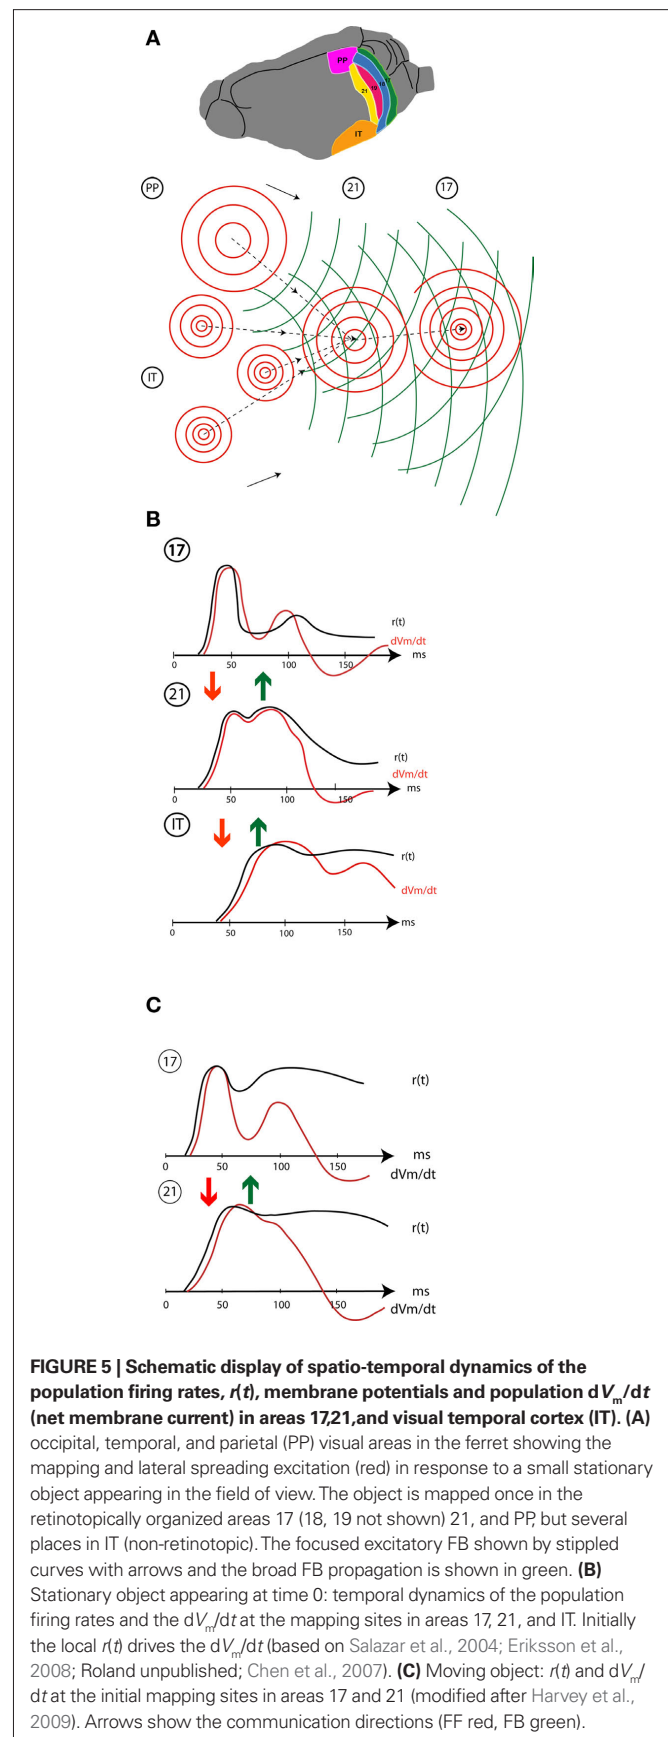 A
PP
21
19
18
17
IT
PP
21
17
IT
B
17
r(t)
dVm/dt
ms
0
50
100
150
21
r(t)
dVm/dt
ms
0
50
100
150
IT
r(t)
dVm/dt
ms
0
50
100
150
C
17
r(t)
ms
0
50
100
150
dVm/dt
21
r(t)
ms
0
50
100
150
dVm/dt
FIGURE 5 | Schematic display of spatio-temporal dynamics of the
population firing rates, r(t), membrane potentials and population dVm/dt
(net membrane current) in areas 17,21,and visual temporal cortex (IT). (A)
occipital, temporal, and parietal (PP) visual areas in the ferret showing the
mapping and lateral spreading excitation (red) in response to a small stationary
object appearing in the field of view. The object is mapped once in the
retinotopically organized areas 17 (18, 19 not shown) 21, and PP, but several
places in IT (non-retinotopic). The focused excitatory FB shown by stippled
curves with arrows and the broad FB propagation is shown in green. (B)
Stationary object appearing at time 0: temporal dynamics of the population
firing rates and the dVm/dt at the mapping sites in areas 17, 21, and IT. Initially
the local r(t) drives the dVm/dt (based on Salazar et al., 2004; Eriksson et al.,
2008; Roland unpublished; Chen et al., 2007). (C) Moving object: r(t) and dVm/
dt at the initial mapping sites in areas 17 and 21 (modified after Harvey et al.,
2009). Arrows show the communication directions (FF red, FB green).